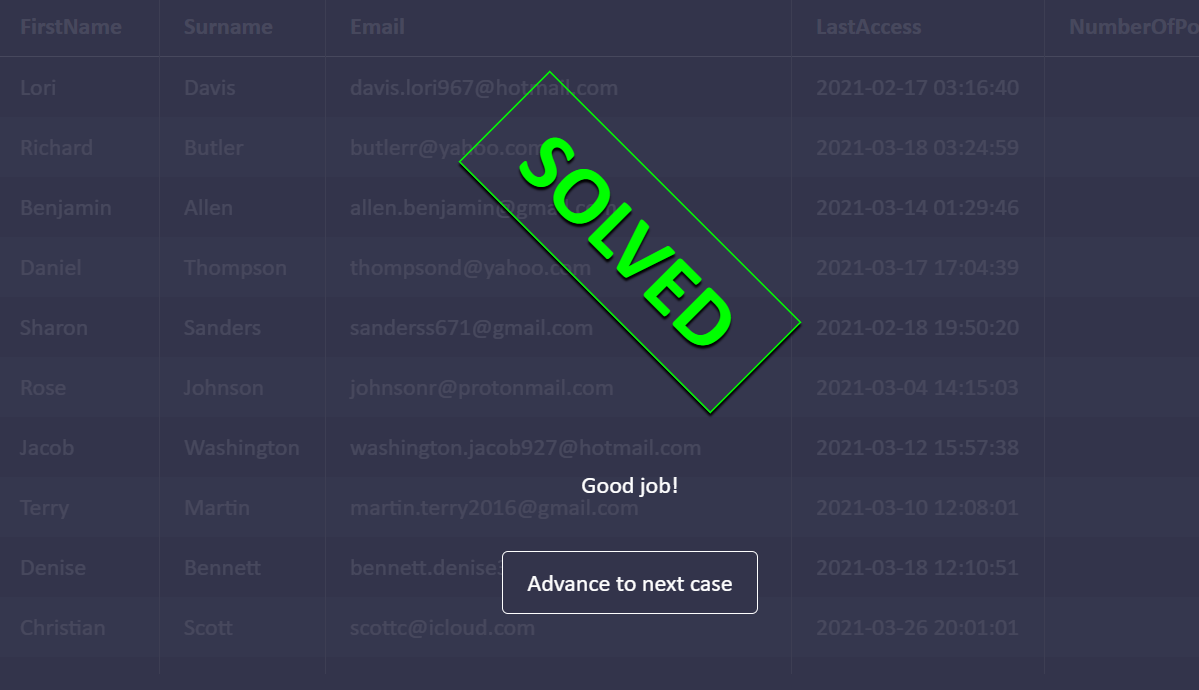 FirstName Surname Email LastAccess NumberOfPo
Lori Davis davis.lori967@hotmail.com 2021-02-17 03:16:40
Richard Butler butlerr@yahoo.com 2021-03-18 03:24:59
Benjamin Allen allen.benjamin@gmail.com 2021-03-14 01:29:46
Daniel Thompson thompsond@yahoo.com 2021-03-17 17:04:39
Sharon Sanders sanderss671@gmail.com 2021-02-18 19:50:20
Rose Johnson johnsonr@protonmail.com 2021-03-04 14:15:03
Jacob Washington washington.jacob927@hotmail.com 2021-03-12 15:57:38
Terry Martin martin.terry2016@gmail.com 2021-03-10 12:08:01
Denise Bennett 2021-03-18 12:10:51
Christian Scott scottc@icloud.com 2021-03-26 20:01:01
SOLVED
Good job!
Advance to next case